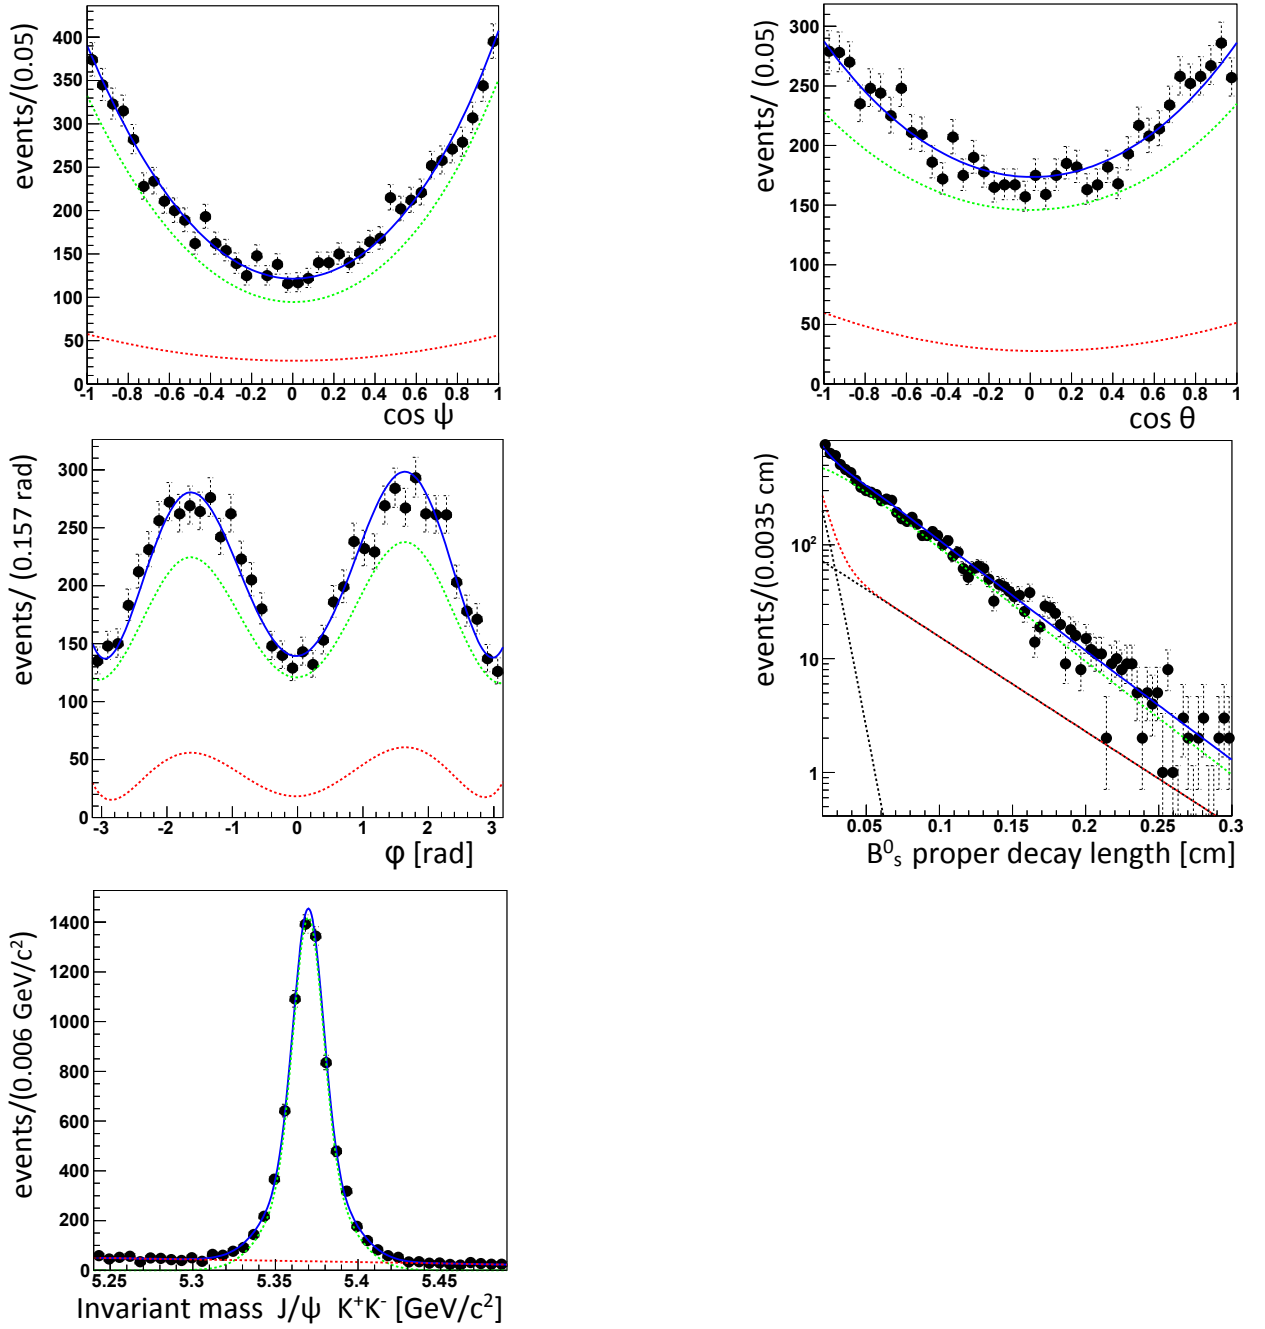 events/(0.05)
400
350
300
250
200
150
100
50
0
-1 -0.8 -0.6 -0.4 -0.2 0 0.2 0.4 0.6 0.8 1
cos ψ
events/ (0.05)
300
250
200
150
100
50
0
-1 -0.8 -0.6 -0.4 -0.2 0 0.2 0.4 0.6 0.8 1
cos θ
events/ (0.157 rad)
300
250
200
150
100
50
0
-3 -2 -1 0 1 2 3
φ [rad]
events/(0.0035 cm)
10²
10
1
0.05 0.1 0.15 0.2 0.25 0.3
B⁰ₛ proper decay length [cm]
events/(0.006 GeV/c²)
1400
1200
1000
800
600
400
200
0
5.25 5.3 5.35 5.4 5.45
Invariant mass J/ψ K⁺K⁻ [GeV/c²]